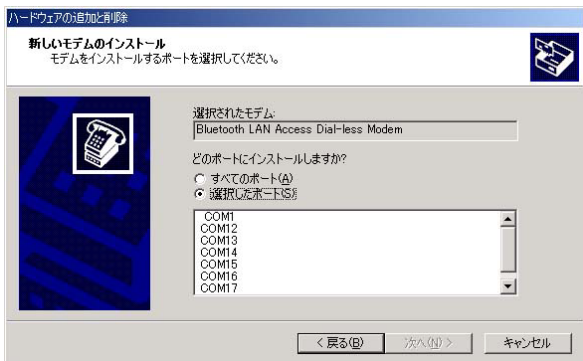 ハードウェアの追加と削除
新しいモデムのインストール
モデムをインストールするポートを選択してください。
選択されたモデム:
Bluetooth LAN Access Dial-less Modem
どのポートにインストールしますか?
すべてのポート(A)
選択したポート(S)
COM1
COM12
COM13
COM14
COM15
COM16
COM17
< 戻る(B)
次へ(N) >
キャンセル